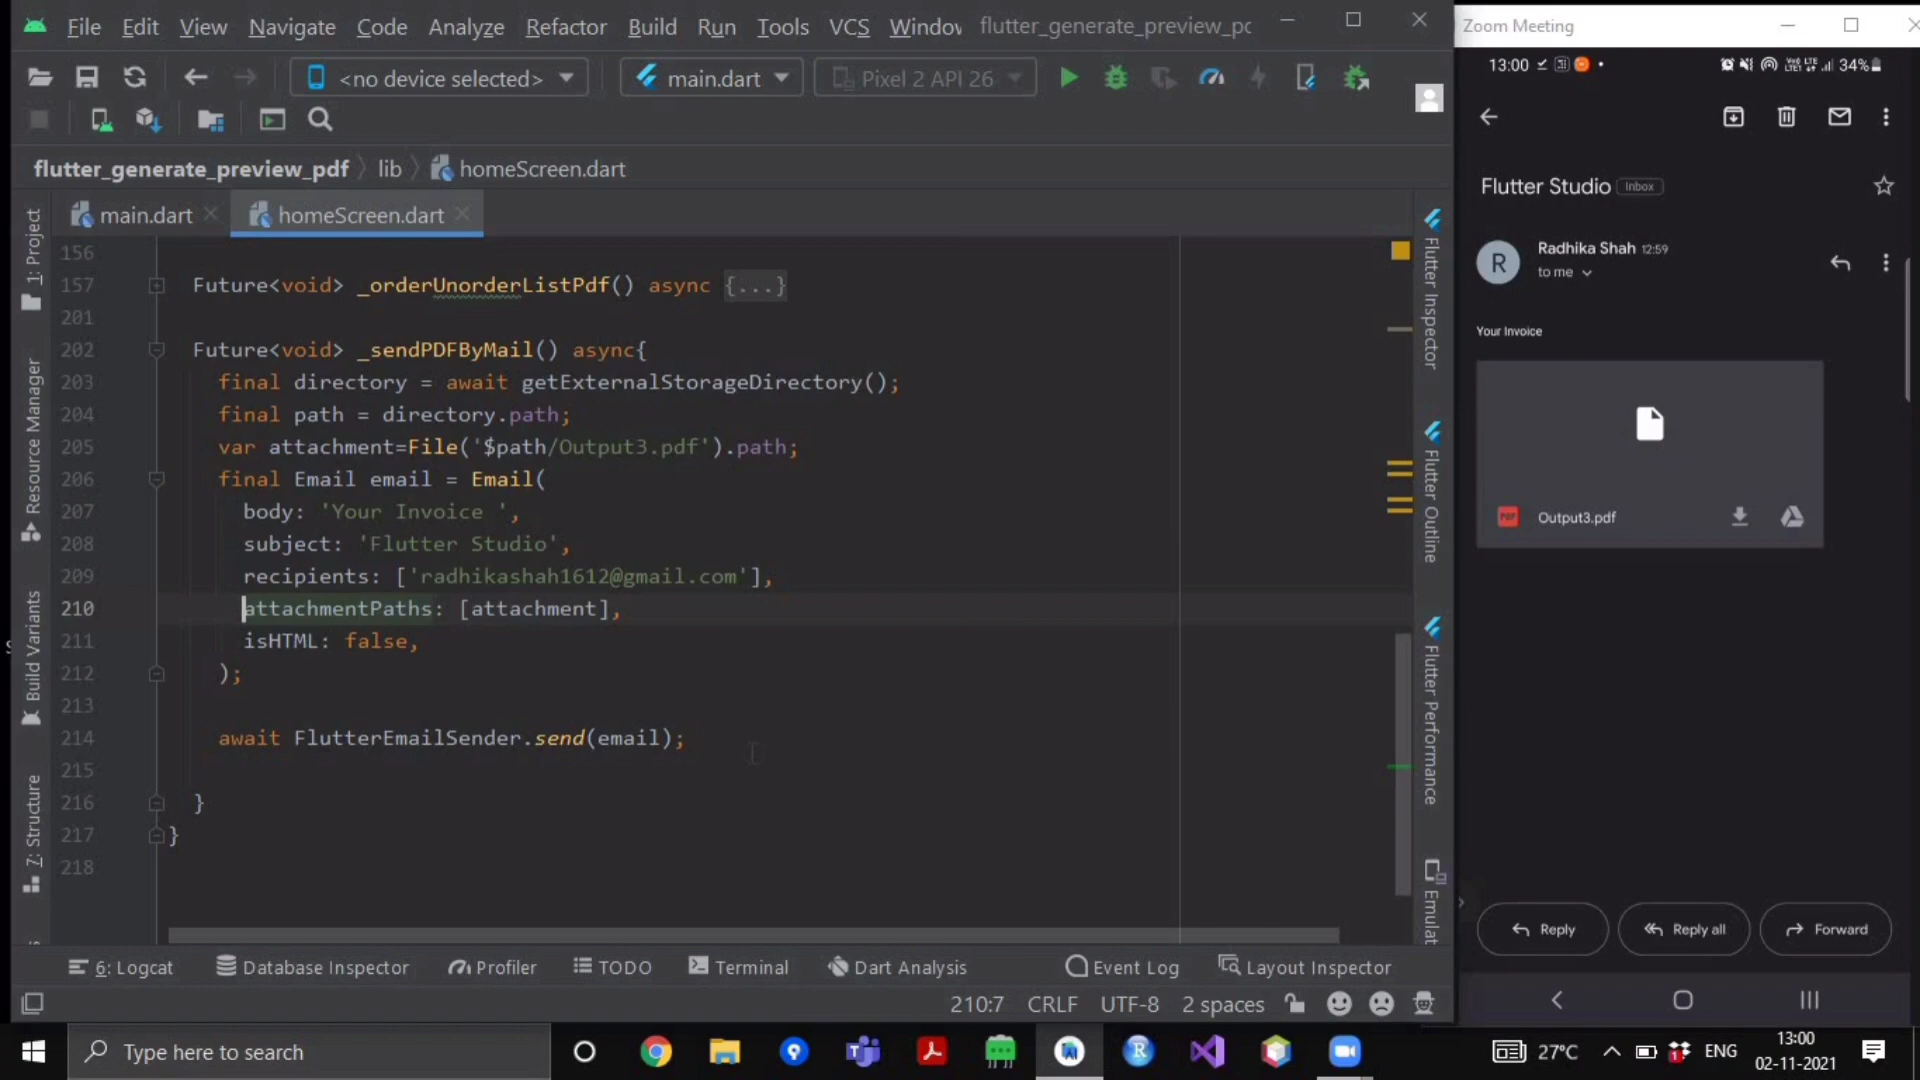 File Edit View Navigate Code Analyze Refactor Build Run Tools VCS Window flutter_generate_preview_pd
<no device selected> main.dart Pixel 2 API 26
flutter_generate_preview_pdf lib homeScreen.dart
main.dart homeScreen.dart
1: Project
Resource Manager
Build Variants
7: Structure
156
157 Future<void> _orderUnorderListPdf() async {...}
201
202 Future<void> _sendPDFByMail() async{
203 final directory = await getExternalStorageDirectory();
204 final path = directory.path;
205 var attachment=File('$path/Output3.pdf').path;
206 final Email email = Email(
207 body: 'Your Invoice ',
208 subject: 'Flutter Studio',
209 recipients: ['radhikashah1612@gmail.com'],
210 attachmentPaths: [attachment],
211 isHTML: false,
212 );
213
214 await FlutterEmailSender.send(email);
215
216 }
217 }
218
Flutter Inspector
Flutter Outline
Flutter Performance
Emulat
6: Logcat Database Inspector Profiler TODO Terminal Dart Analysis Event Log Layout Inspector
210:7 CRLF UTF-8 2 spaces
Zoom Meeting
13:00 34%
Flutter Studio Inbox
R
Radhika Shah 12:59
to me
Your Invoice
PDF Output3.pdf
Reply Reply all Forward
Type here to search
27°C ENG 13:00
02-11-2021